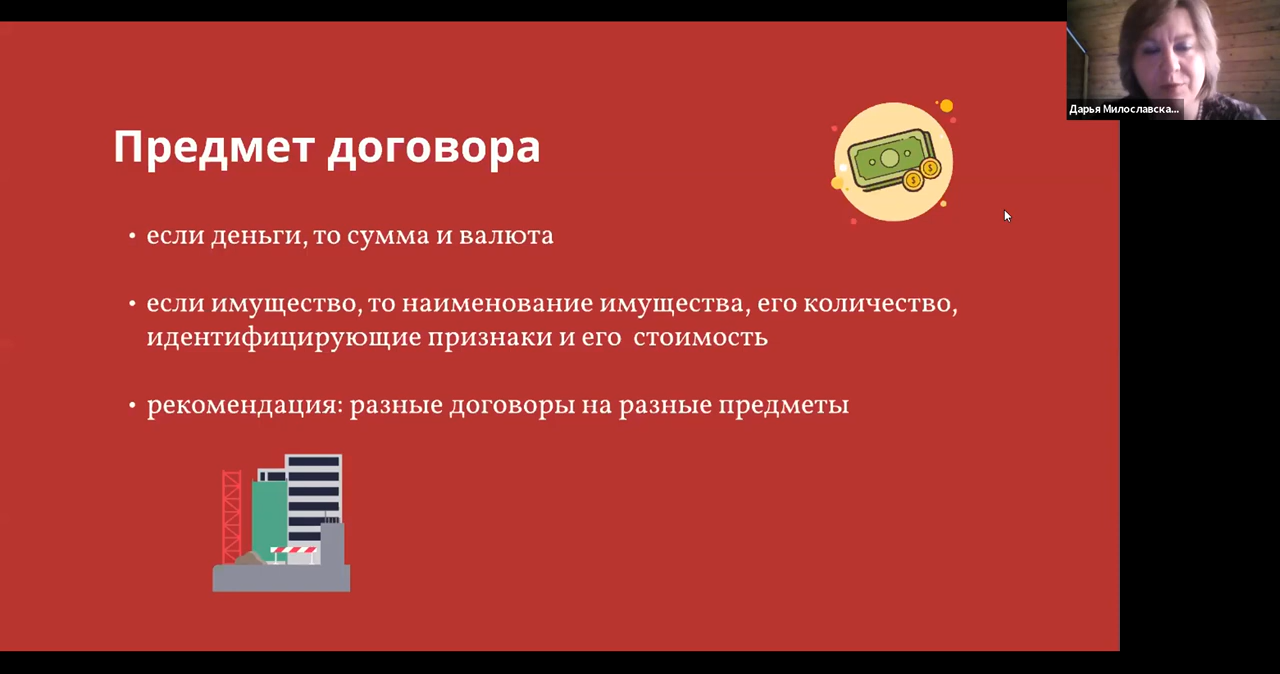 Предмет договора
• если деньги, то сумма и валюта
• если имущество, то наименование имущества, его количество,
идентифицирующие признаки и его стоимость
• рекомендация: разные договоры на разные предметы
Дарья Милославска...